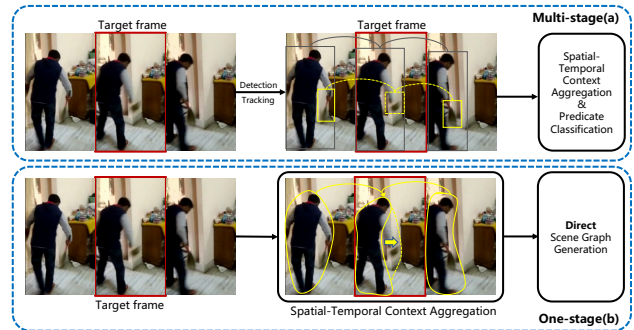 Target frame
Target frame
Multi-stage(a)
Detection
Tracking
Spatial-
Temporal
Context
Aggregation
&
Predicate
Classification
Direct
Scene Graph
Generation
Target frame
Spatial-Temporal Context Aggregation
One-stage(b)